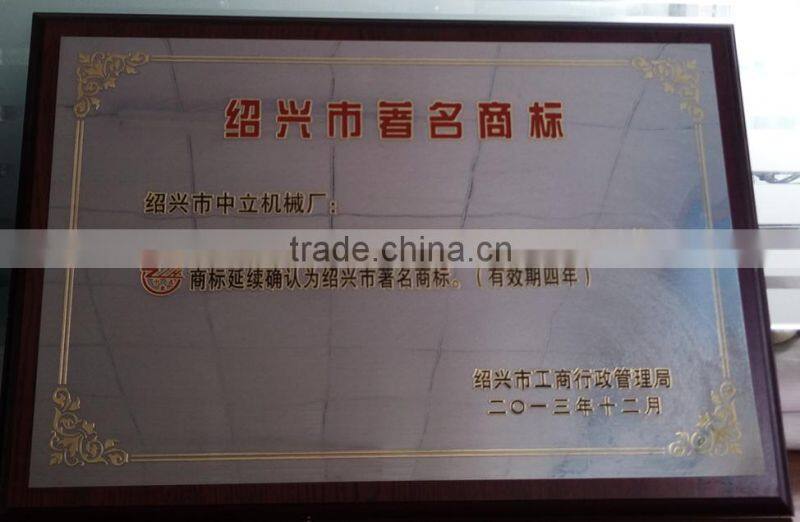 绍兴市著名商标
绍兴市中立机械厂：
trade.china.cn
商标延续确认为绍兴市著名商标。（有效期四年）
绍兴市工商行政管理局
二〇一三年十二月